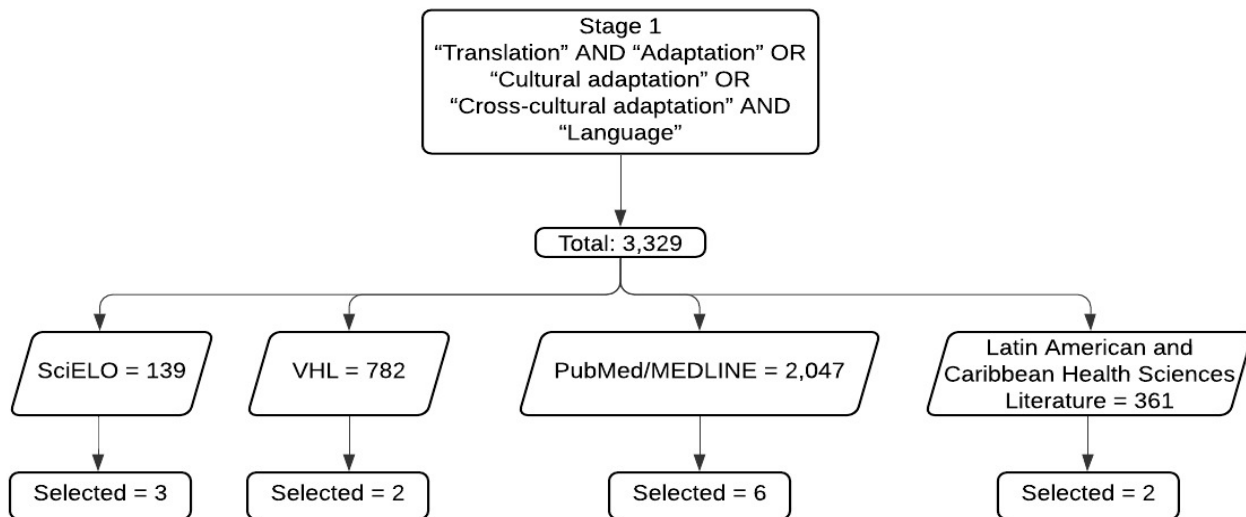 Stage 1
“Translation” AND “Adaptation” OR
“Cultural adaptation” OR
“Cross-cultural adaptation” AND
“Language”
Total: 3,329
SciELO = 139
VHL = 782
PubMed/MEDLINE = 2,047
Latin American and
Caribbean Health Sciences
Literature = 361
Selected = 3
Selected = 2
Selected = 6
Selected = 2